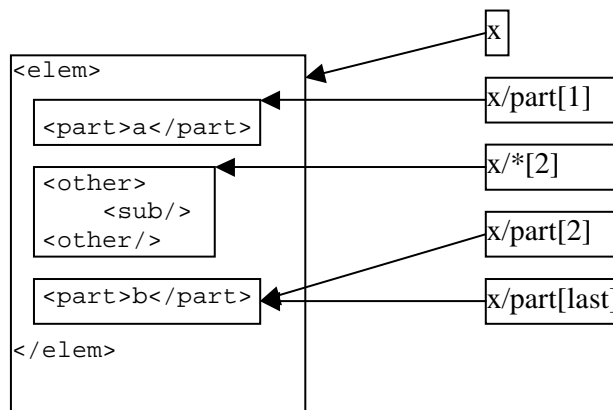 x
<elem>
x/part[1]
<part>a</part>
x/*[2]
<other>
<sub/>
<other/>
x/part[2]
<part>b</part>
x/part[last]
</elem>